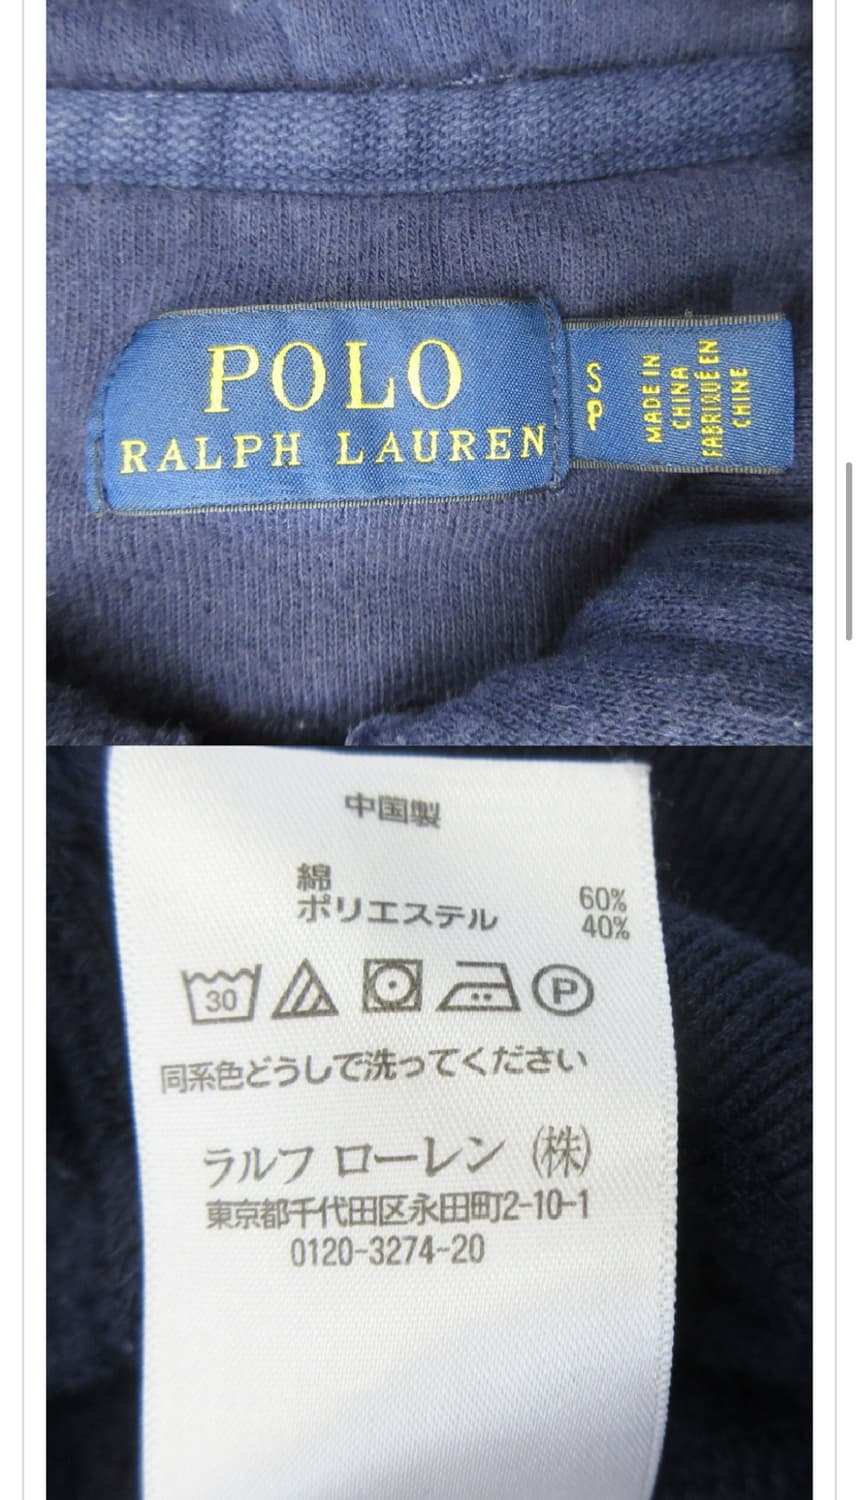 POLO
RALPH LAUREN
S
P
MADE IN
CHINA
FABRIQUÉ EN
CHINE
中国製
綿 60%
ポリエステル 40%
30
P
同系色どうしで洗ってください
ラルフ ローレン (株)
東京都千代田区永田町2-10-1
0120-3274-20